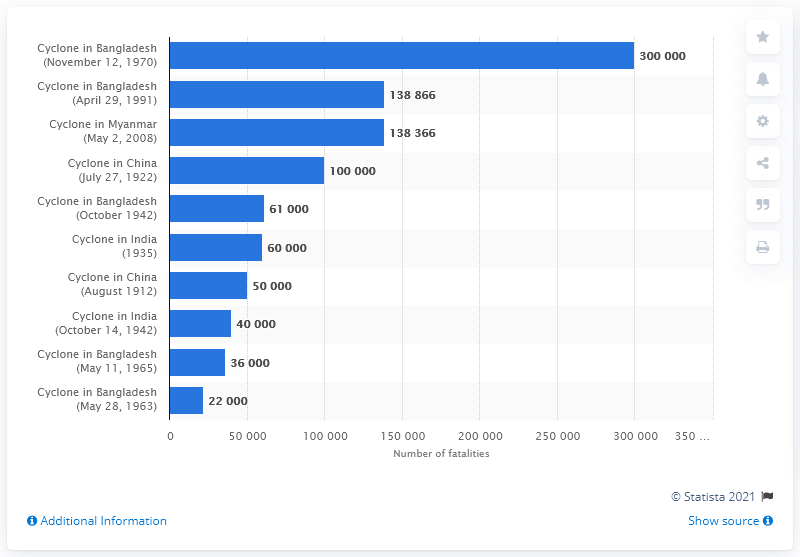 Cyclone in Bangladesh
(November 12, 1970)
300 000
Cyclone in Bangladesh
(April 29, 1991)
138 866
Cyclone in Myanmar
(May 2, 2008)
138 366
Cyclone in China
(July 27, 1922)
100 000
Cyclone in Bangladesh
(October 1942)
61 000
Cyclone in India
(1935)
60 000
Cyclone in China
(August 1912)
50 000
Cyclone in India
(October 14, 1942)
40 000
Cyclone in Bangladesh
(May 11, 1965)
36 000
Cyclone in Bangladesh
(May 28, 1963)
22 000
0 50 000 100 000 150 000 200 000 250 000 300 000 350 ...
Number of fatalities
© Statista 2021
Additional Information
Show source